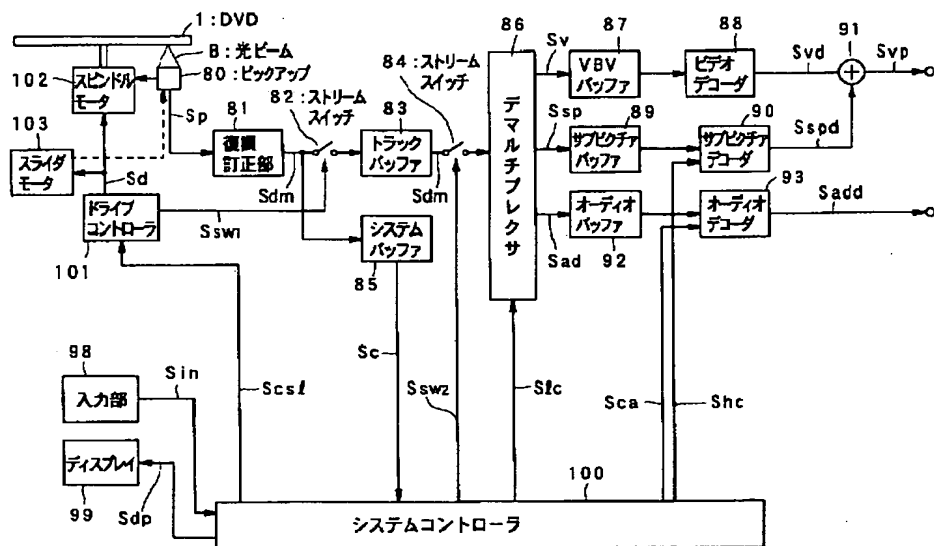 1:DVD
B:光ビーム
102
スピンドル
モータ
80:ピックアップ
Sp
103
スライダ
モータ
Sd
ドライブ
コントローラ
101
81
復調
訂正部
Sdm
82:ストリーム
スイッチ
Ssw1
83
トラック
バッファ
Sdm
84:ストリーム
スイッチ
システム
バッファ
85
86
デマルチプレクサ
Sv
87
VBV
バッファ
88
ビデオ
デコーダ
Svd
91
+
Svp
Ssp
89
サブピクチャ
バッファ
90
サブピクチャ
デコーダ
Sspd
Sad
オーディオ
バッファ
92
93
オーディオ
デコーダ
Sadd
98
入力部
Sin
ディスプレイ
99
Sdp
Scsl
Sc
Ssw2
Slc
Sca
Shc
100
システムコントローラ